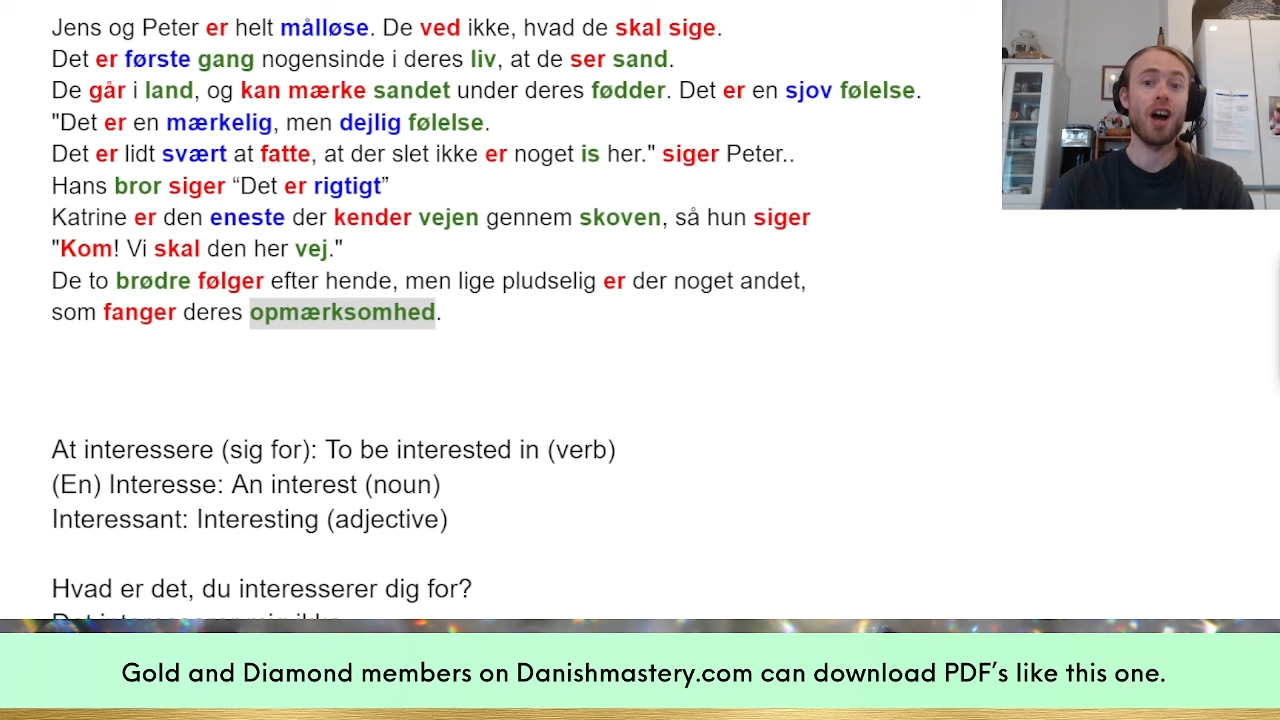 Jens og Peter er helt målløse. De ved ikke, hvad de skal sige.
Det er første gang nogensinde i deres liv, at de ser sand.
De går i land, og kan mærke sandet under deres fødder. Det er en sjov følelse.
"Det er en mærkelig, men dejlig følelse.
Det er lidt svært at fatte, at der slet ikke er noget is her." siger Peter..
Hans bror siger “Det er rigtigt”
Katrine er den eneste der kender vejen gennem skoven, så hun siger
"Kom! Vi skal den her vej."
De to brødre følger efter hende, men lige pludselig er der noget andet,
som fanger deres opmærksomhed.
At interessere (sig for): To be interested in (verb)
(En) Interesse: An interest (noun)
Interessant: Interesting (adjective)
Hvad er det, du interesserer dig for?
Gold and Diamond members on Danishmastery.com can download PDF’s like this one.